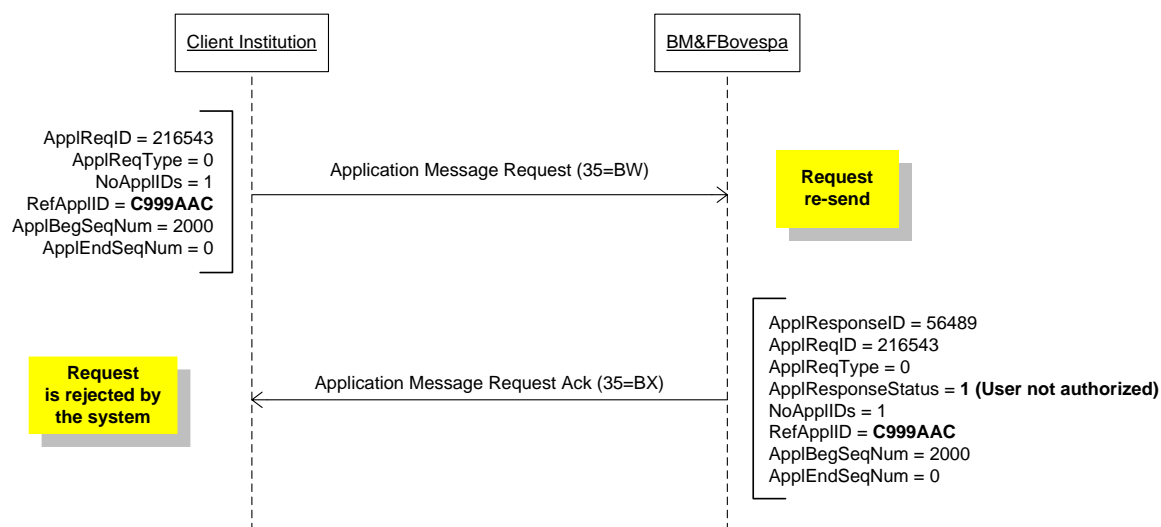 Client Institution
BM&FBovespa
ApplReqID = 216543
ApplReqType = 0
NoApplIDs = 1
RefApplID = C999AAC
ApplBegSeqNum = 2000
ApplEndSeqNum = 0
Application Message Request (35=BW)
Request
re-send
Request
is rejected by
the system
Application Message Request Ack (35=BX)
ApplResponseID = 56489
ApplReqID = 216543
ApplReqType = 0
ApplResponseStatus = 1 (User not authorized)
NoApplIDs = 1
RefApplID = C999AAC
ApplBegSeqNum = 2000
ApplEndSeqNum = 0